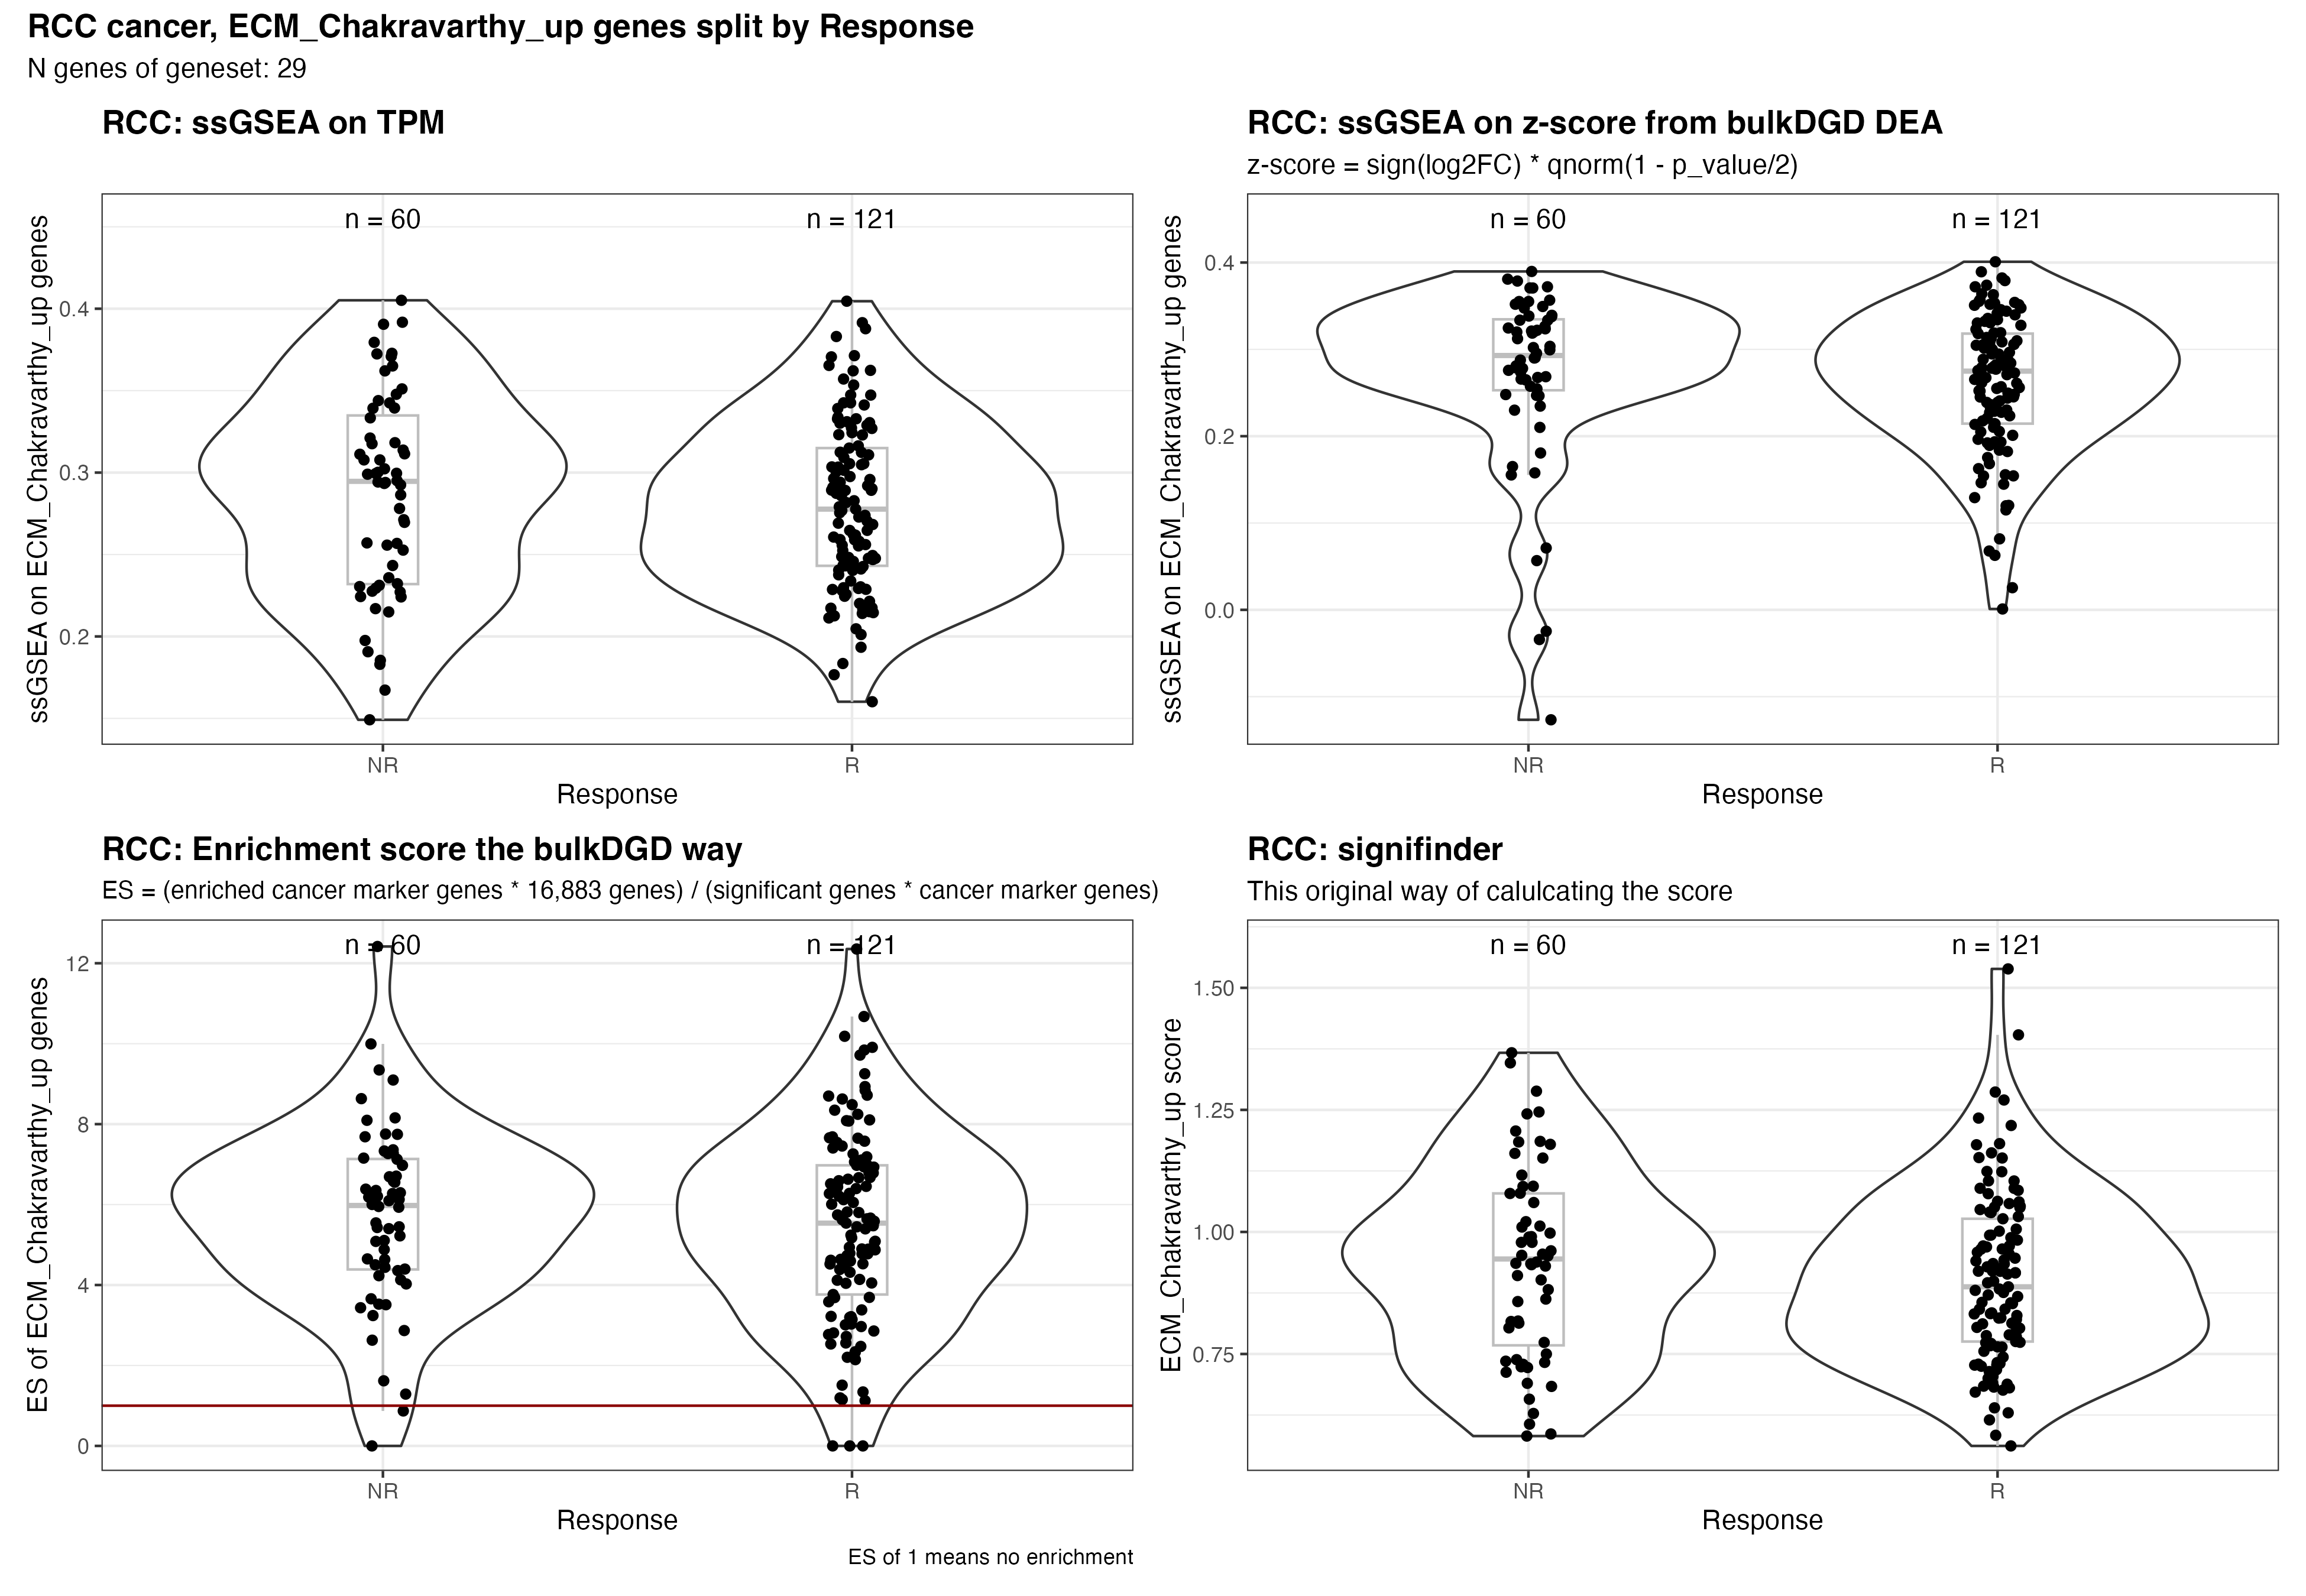 RCC cancer, ECM_Chakravarthy_up genes split by Response
N genes of geneset: 29
RCC: ssGSEA on TPM
n = 60
n = 121
ssGSEA on ECM_Chakravarthy_up genes
0.4
0.3
0.2
NR
R
Response
RCC: ssGSEA on z-score from bulkDGD DEA
z-score = sign(log2FC) * qnorm(1 - p_value/2)
n = 60
n = 121
ssGSEA on ECM_Chakravarthy_up genes
0.4
0.2
0.0
NR
R
Response
RCC: Enrichment score the bulkDGD way
ES = (enriched cancer marker genes * 16,883 genes) / (significant genes * cancer marker genes)
n = 60
n = 121
ES of ECM_Chakravarthy_up genes
12
8
4
0
NR
R
Response
ES of 1 means no enrichment
RCC: signifinder
This original way of calulcating the score
n = 60
n = 121
ECM_Chakravarthy_up score
1.50
1.25
1.00
0.75
NR
R
Response